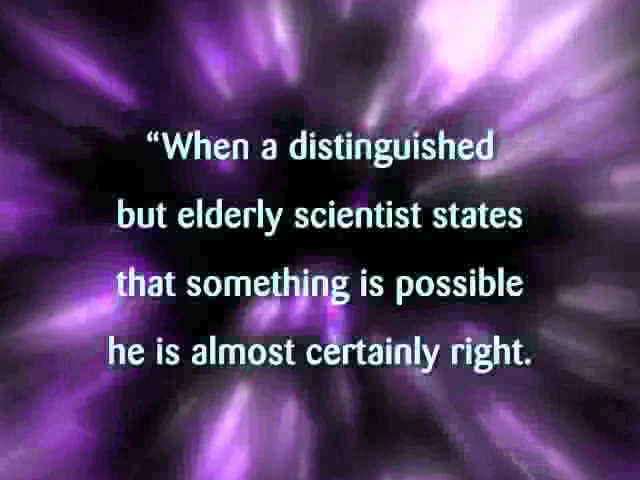 “When a distinguished
but elderly scientist states
that something is possible
he is almost certainly right.